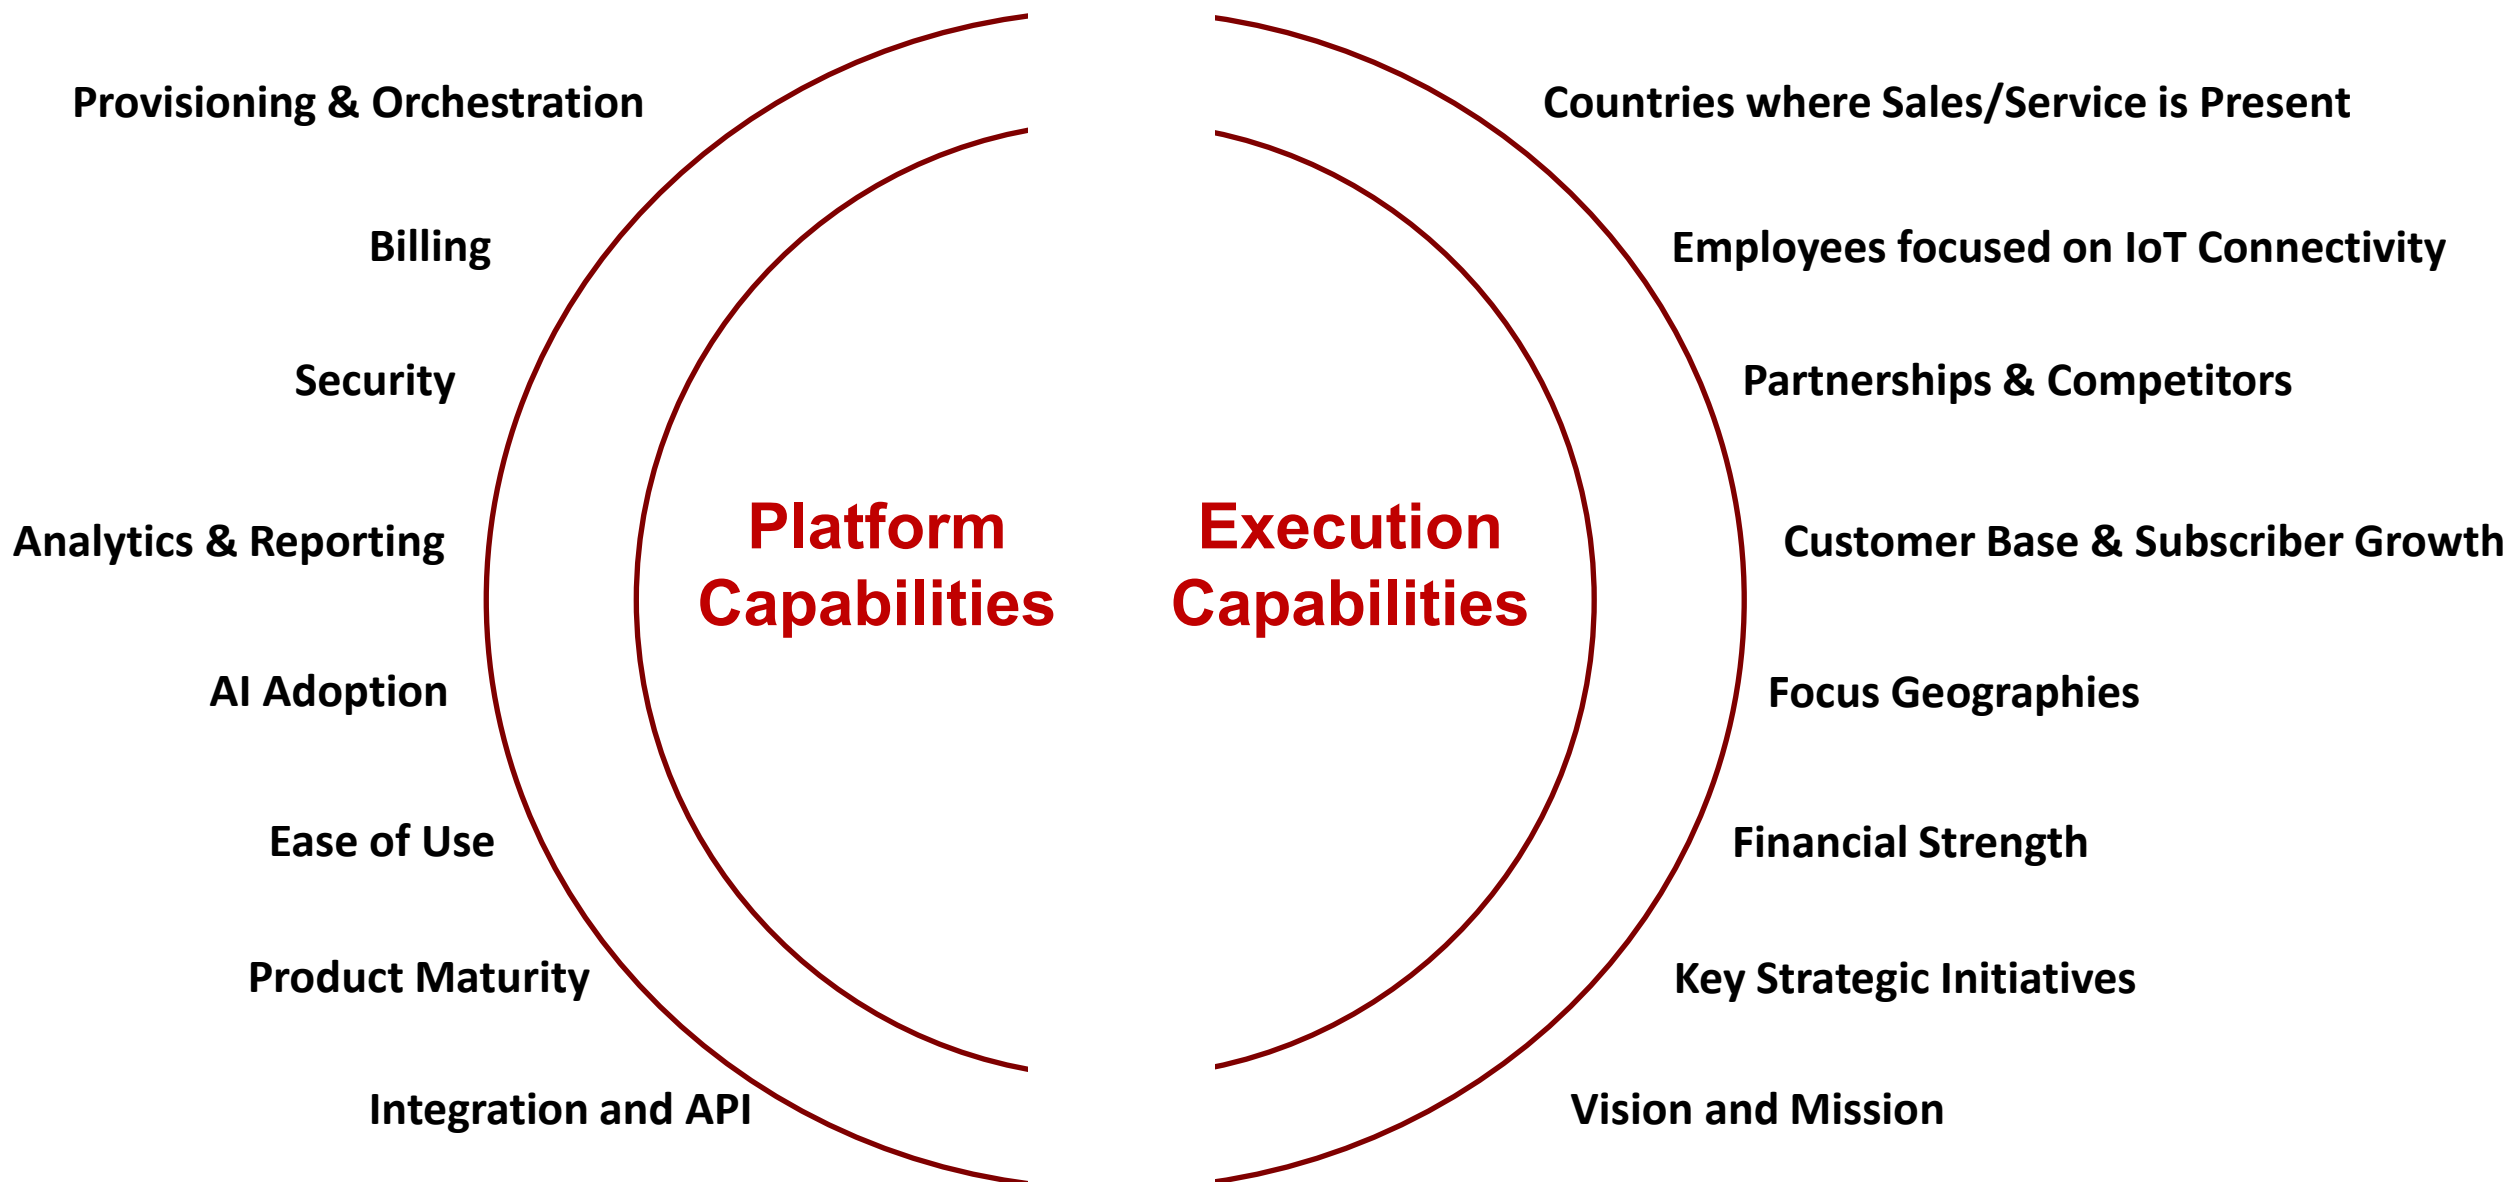 Provisioning & Orchestration
Billing
Security
Analytics & Reporting
AI Adoption
Ease of Use
Product Maturity
Integration and API
Platform
Capabilities
Execution
Capabilities
Countries where Sales/Service is Present
Employees focused on IoT Connectivity
Partnerships & Competitors
Customer Base & Subscriber Growth
Focus Geographies
Financial Strength
Key Strategic Initiatives
Vision and Mission